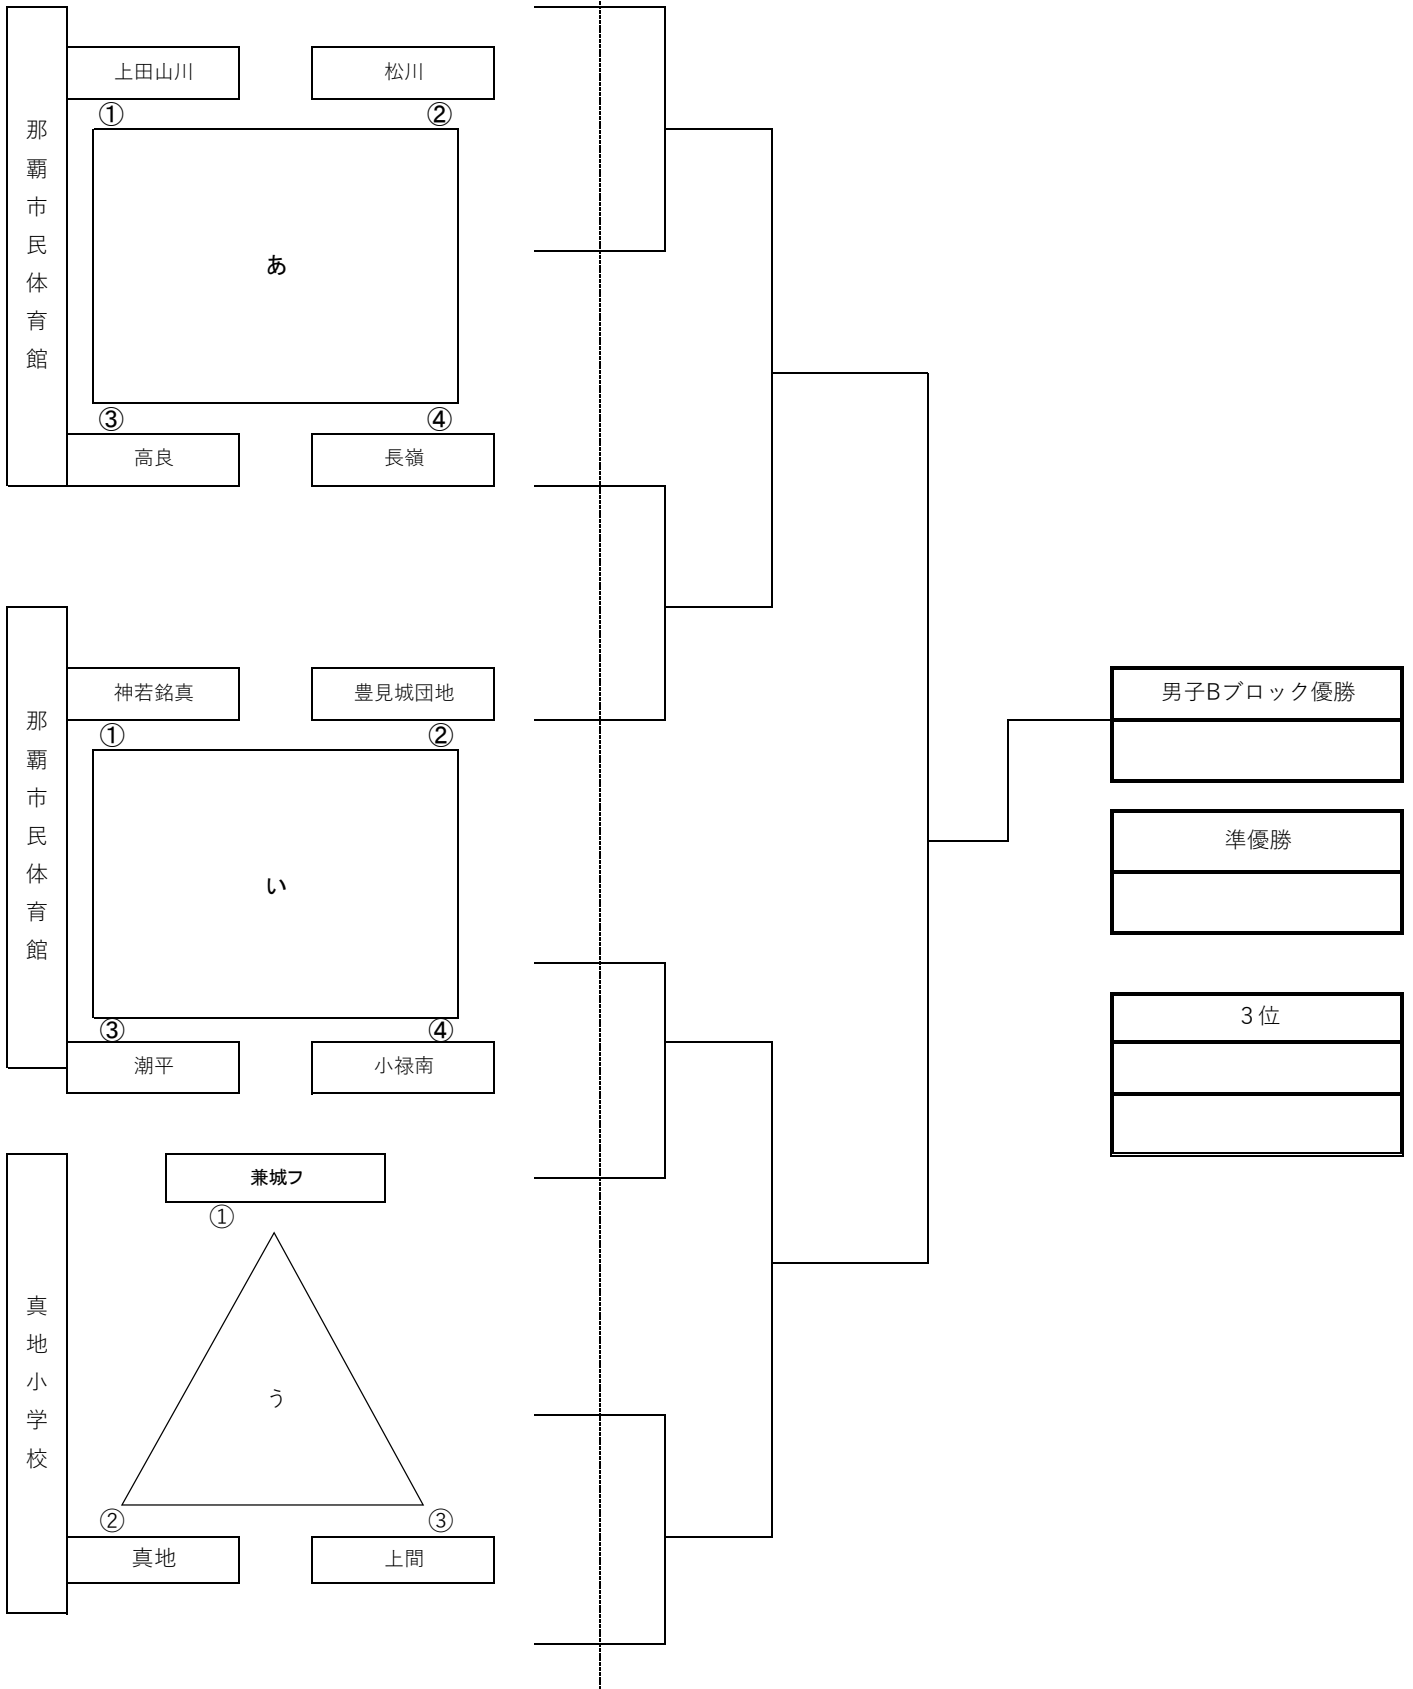 那覇市民体育館
上田山川
松川
①
②
あ
③
④
高良
長嶺
那覇市民体育館
神若銘真
豊見城団地
①
②
い
③
④
潮平
小禄南
真地小学校
兼城フ
①
う
②
③
真地
上間
男子Bブロック優勝
準優勝
３位